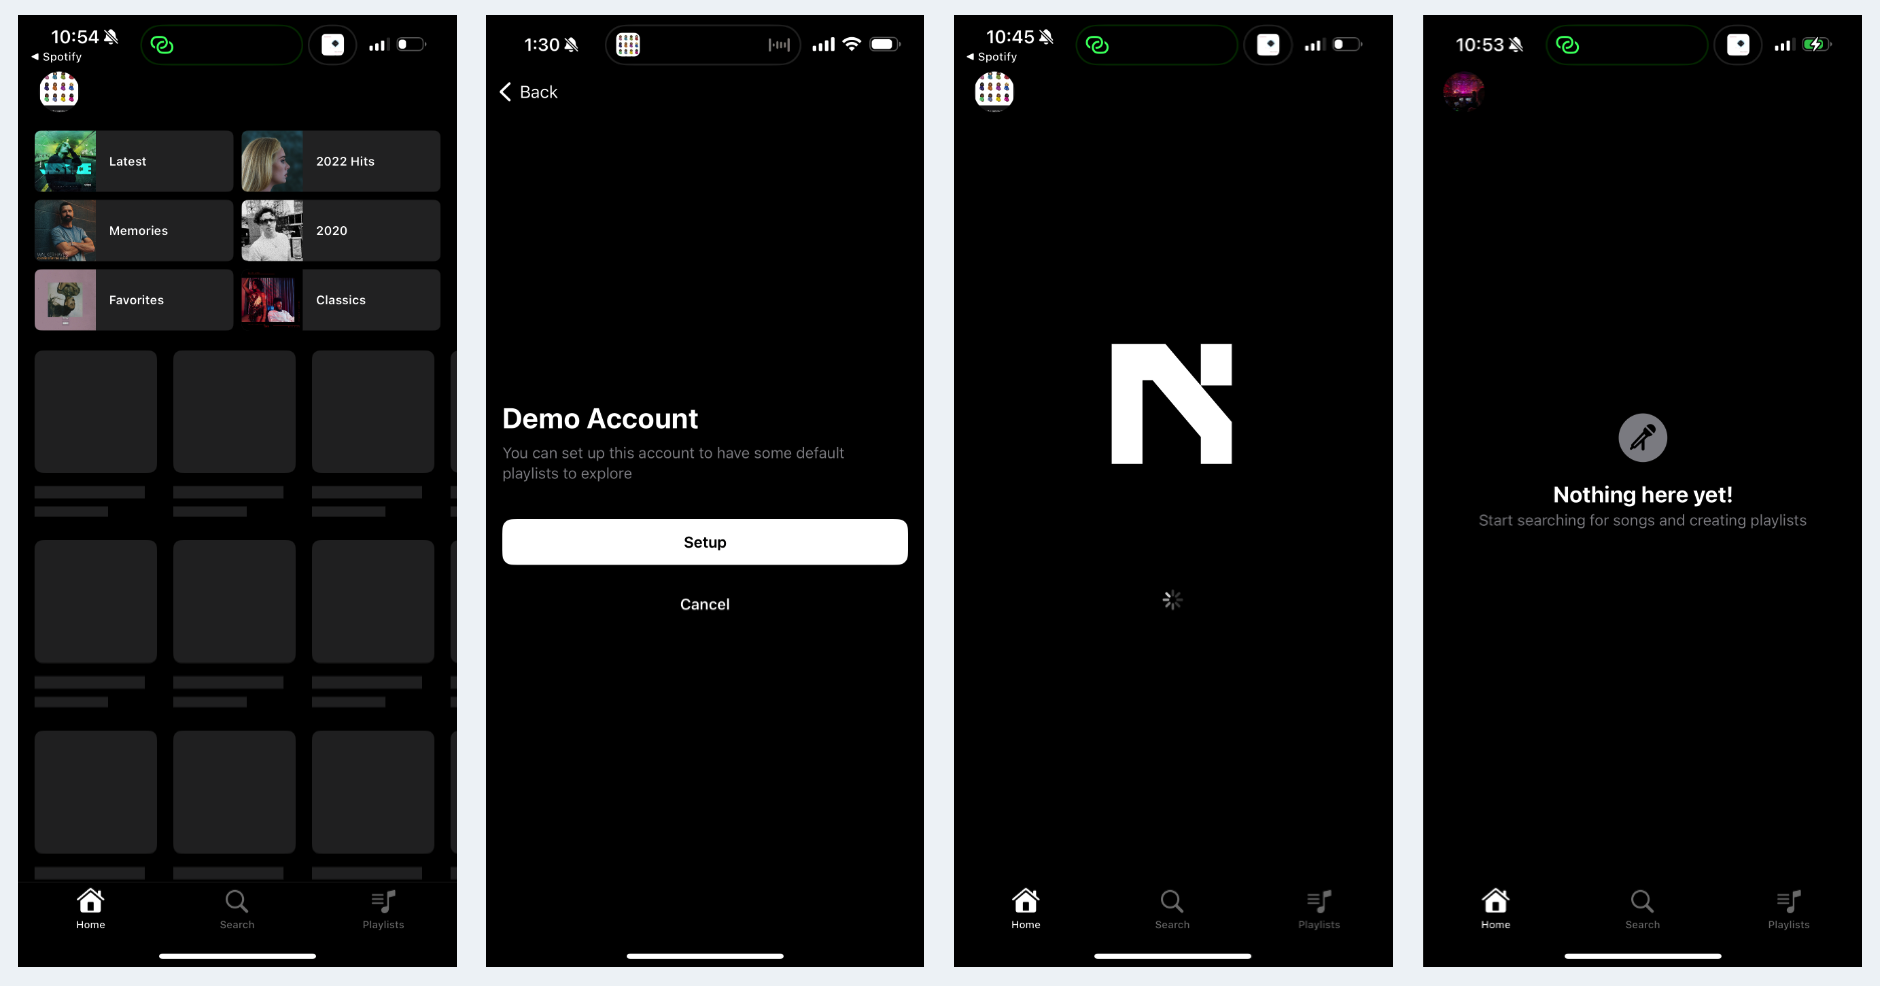 10:54
◀ Spotify
Latest
2022 Hits
Memories
2020
Favorites
Classics
Home
Search
Playlists
1:30
Back
Demo Account
You can set up this account to have some default
playlists to explore
Setup
Cancel
10:45
◀ Spotify
N
Home
Search
Playlists
10:53
Nothing here yet!
Start searching for songs and creating playlists
Home
Search
Playlists